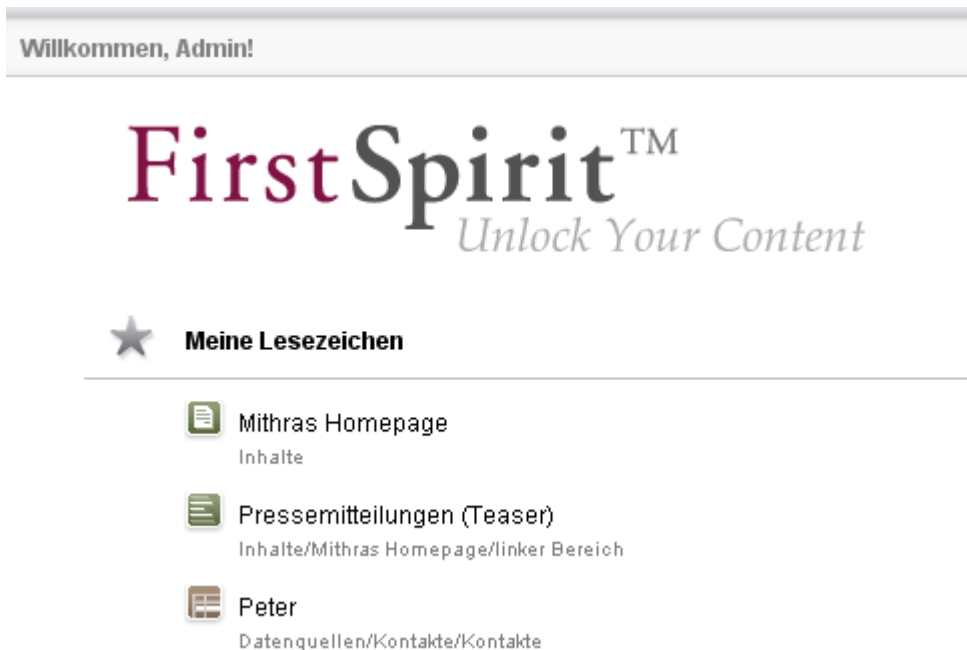 Willkommen, Admin!
FirstSpirit™
Unlock Your Content
Meine Lesezeichen
Mithras Homepage
Inhalte
Pressemitteilungen (Teaser)
Inhalte/Mithras Homepage/linker Bereich
Peter
Datenquellen/Kontakte/Kontakte